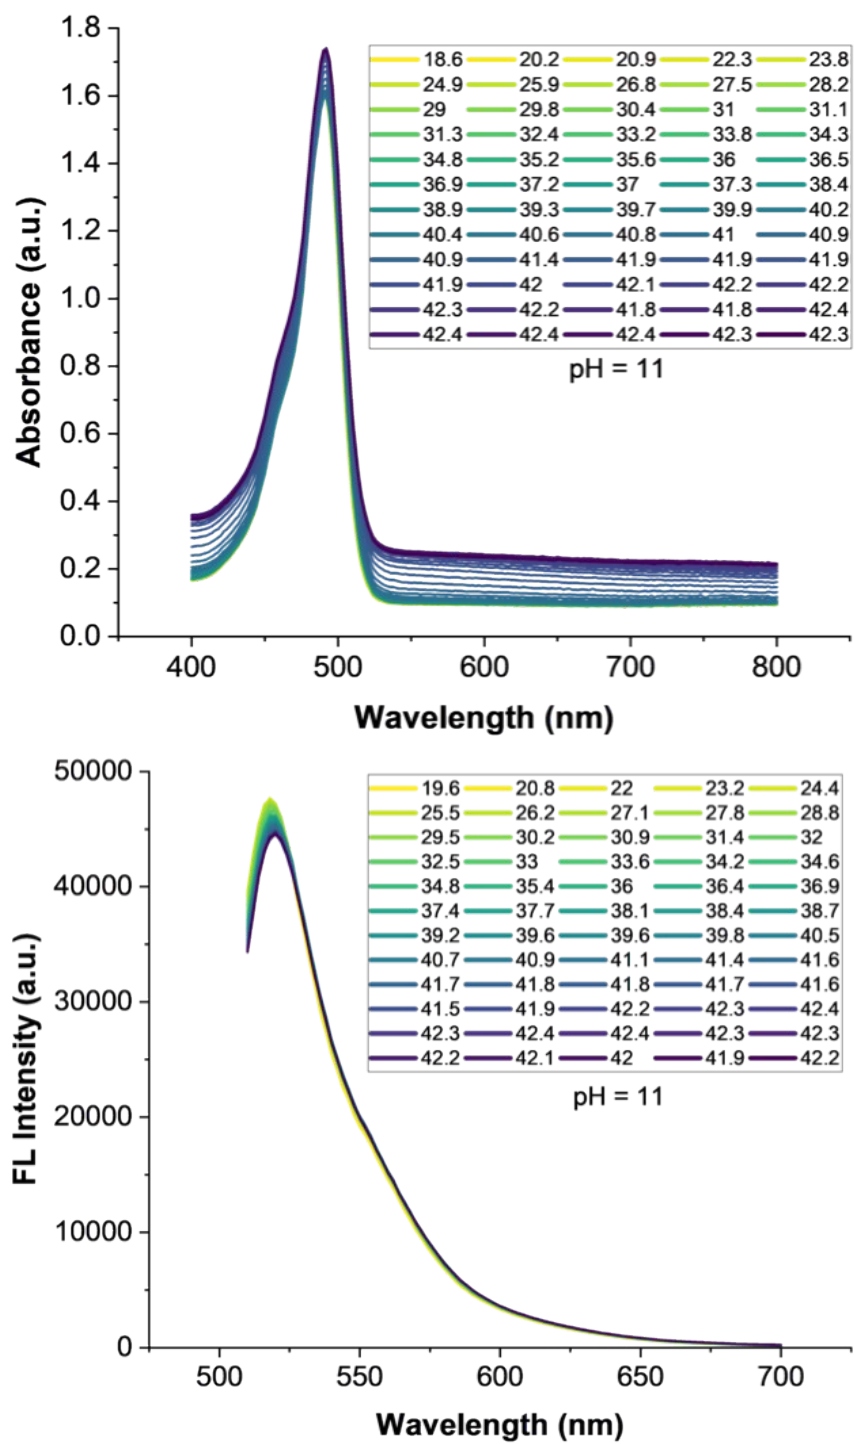 1.8
1.6
1.4
1.2
1.0
0.8
0.6
0.4
0.2
0.0
Absorbance (a.u.)
18.6 20.2 20.9 22.3 23.8
24.9 25.9 26.8 27.5 28.2
29 29.8 30.4 31 31.1
31.3 32.4 33.2 33.8 34.3
34.8 35.2 35.6 36 36.5
36.9 37.2 37 37.3 38.4
38.9 39.3 39.7 39.9 40.2
40.4 40.6 40.8 41 40.9
40.9 41.4 41.9 41.9 41.9
41.9 42 42.1 42.2 42.2
42.3 42.2 41.8 41.8 42.4
42.4 42.4 42.4 42.3 42.3
pH = 11
400 500 600 700 800
Wavelength (nm)
50000
40000
30000
20000
10000
0
FL Intensity (a.u.)
19.6 20.8 22 23.2 24.4
25.5 26.2 27.1 27.8 28.8
29.5 30.2 30.9 31.4 32
32.5 33 33.6 34.2 34.6
34.8 35.4 36 36.4 36.9
37.4 37.7 38.1 38.4 38.7
39.2 39.6 39.6 39.8 40.5
40.7 40.9 41.1 41.4 41.6
41.7 41.8 41.8 41.7 41.6
41.5 41.9 42.2 42.3 42.4
42.3 42.4 42.4 42.3 42.3
42.2 42.1 42 41.9 42.2
pH = 11
500 550 600 650 700
Wavelength (nm)